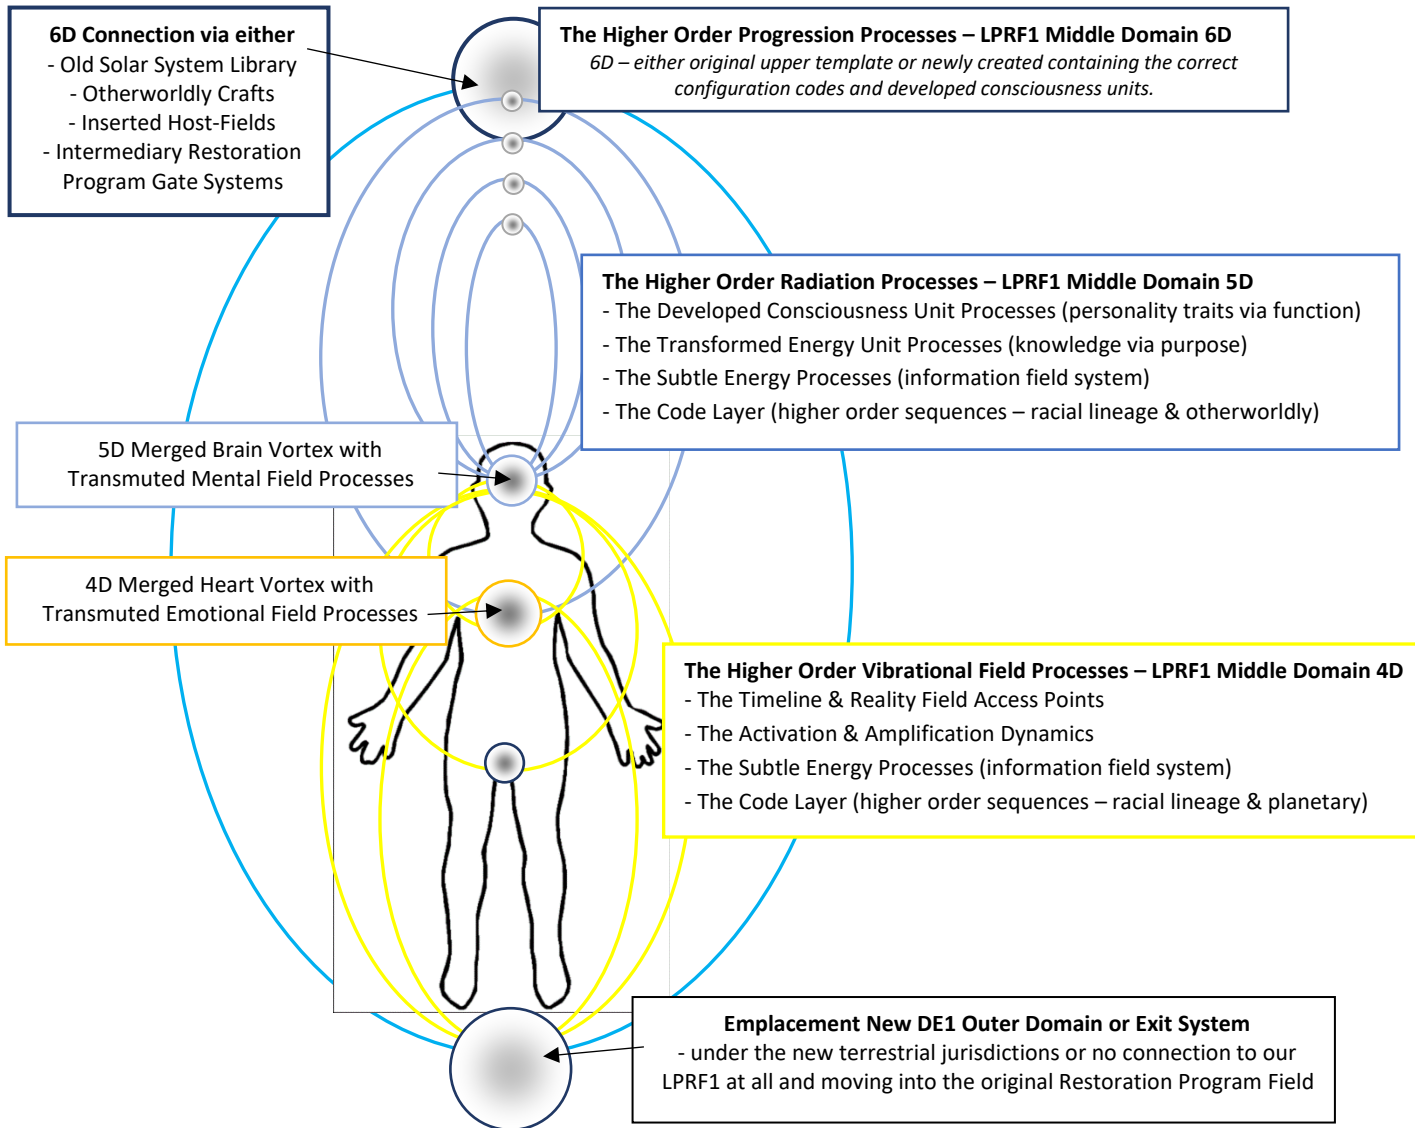 6D Connection via either
- Old Solar System Library
- Otherworldly Crafts
- Inserted Host-Fields
- Intermediary Restoration
Program Gate Systems
The Higher Order Progression Processes – LPRF1 Middle Domain 6D
6D – either original upper template or newly created containing the correct
configuration codes and developed consciousness units.
The Higher Order Radiation Processes – LPRF1 Middle Domain 5D
- The Developed Consciousness Unit Processes (personality traits via function)
- The Transformed Energy Unit Processes (knowledge via purpose)
- The Subtle Energy Processes (information field system)
- The Code Layer (higher order sequences – racial lineage & otherworldly)
5D Merged Brain Vortex with
Transmuted Mental Field Processes
4D Merged Heart Vortex with
Transmuted Emotional Field Processes
The Higher Order Vibrational Field Processes – LPRF1 Middle Domain 4D
- The Timeline & Reality Field Access Points
- The Activation & Amplification Dynamics
- The Subtle Energy Processes (information field system)
- The Code Layer (higher order sequences – racial lineage & planetary)
Emplacement New DE1 Outer Domain or Exit System
- under the new terrestrial jurisdictions or no connection to our
LPRF1 at all and moving into the original Restoration Program Field